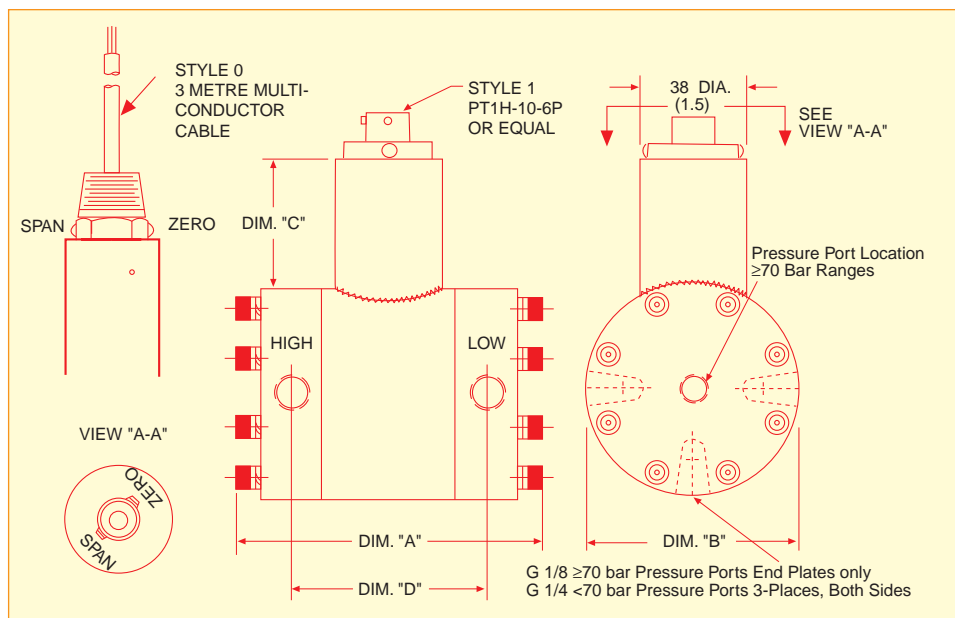 STYLE 0
3 METRE MULTI-
CONDUCTOR
CABLE
SPAN
ZERO
VIEW "A-A"
ZERO
SPAN
STYLE 1
PT1H-10-6P
OR EQUAL
DIM. "C"
HIGH
LOW
DIM. "A"
DIM. "D"
38 DIA.
(1.5)
SEE
VIEW "A-A"
Pressure Port Location
≥70 Bar Ranges
DIM. "B"
G 1/8 ≥70 bar Pressure Ports End Plates only
G 1/4 <70 bar Pressure Ports 3-Places, Both Sides